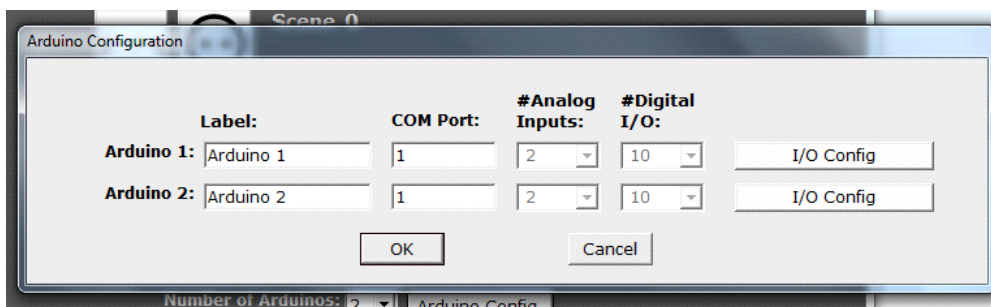 Scene 0
Arduino Configuration
#Analog #Digital
Label: COM Port: Inputs: I/O:
Arduino 1: Arduino 1 1 2 10 I/O Config
Arduino 2: Arduino 2 1 2 10 I/O Config
OK Cancel
Number of Arduinos: 2 Arduino Config